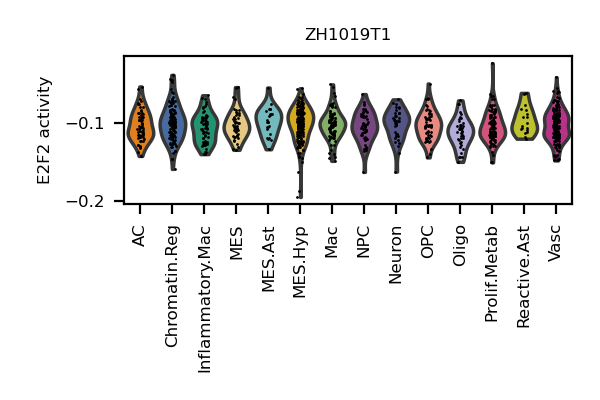 ZH1019T1
E2F2 activity
−0.1
−0.2
AC
Chromatin.Reg
Inflammatory.Mac
MES
MES.Ast
MES.Hyp
Mac
NPC
Neuron
OPC
Oligo
Prolif.Metab
Reactive.Ast
Vasc